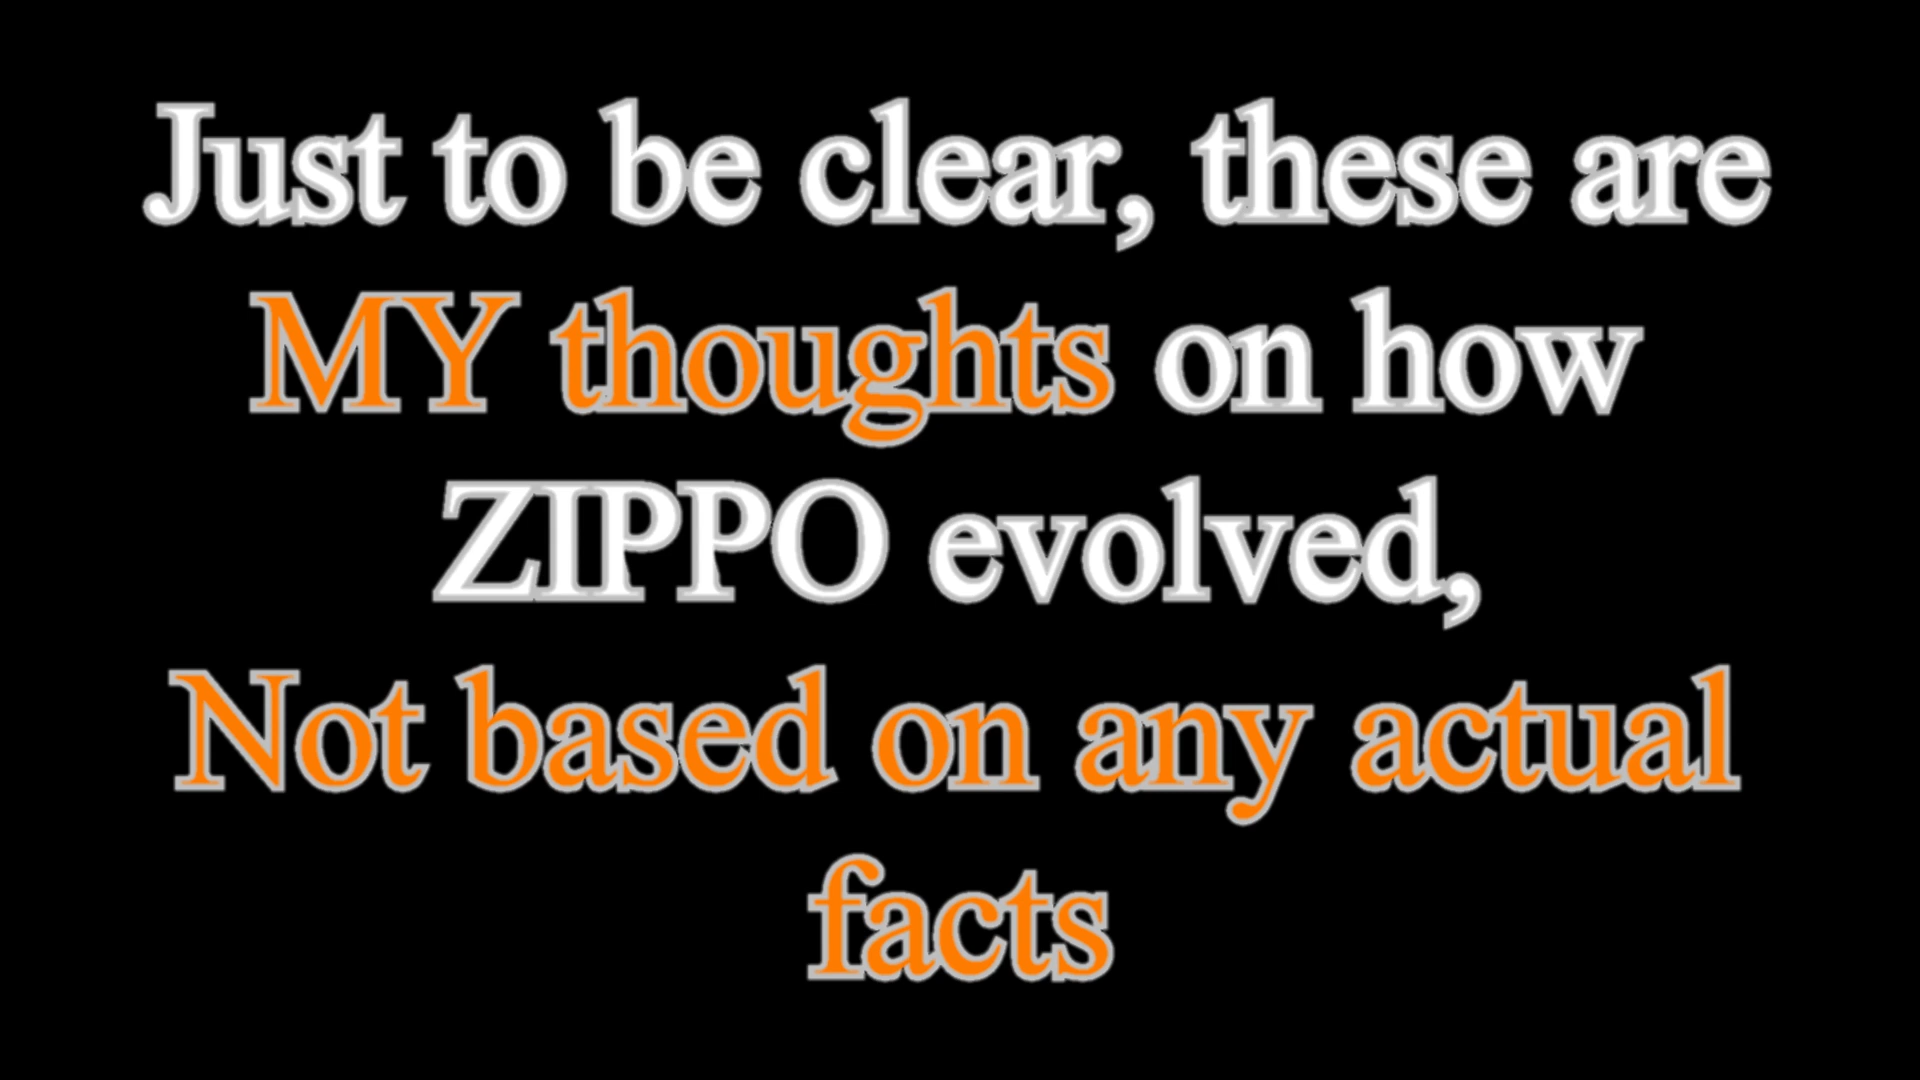 Just to be clear, these are
MY thoughts on how
ZIPPO evolved,
Not based on any actual
facts